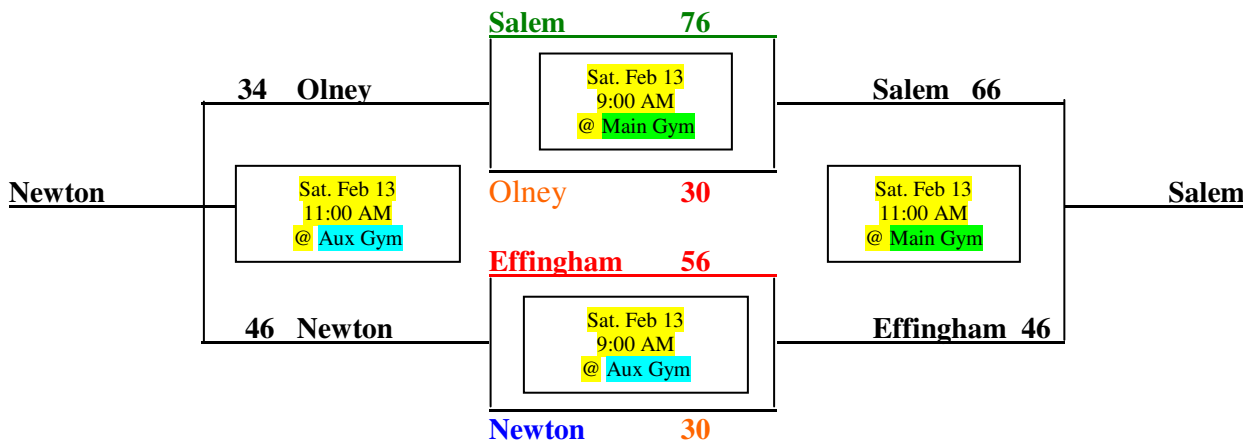 Salem 76
34 Olney
Sat. Feb 13
9:00 AM
@ Main Gym
Salem 66
Newton
Sat. Feb 13
11:00 AM
@ Aux Gym
Olney 30
Sat. Feb 13
11:00 AM
@ Main Gym
Salem
Effingham 56
46 Newton
Sat. Feb 13
9:00 AM
@ Aux Gym
Effingham 46
Newton 30